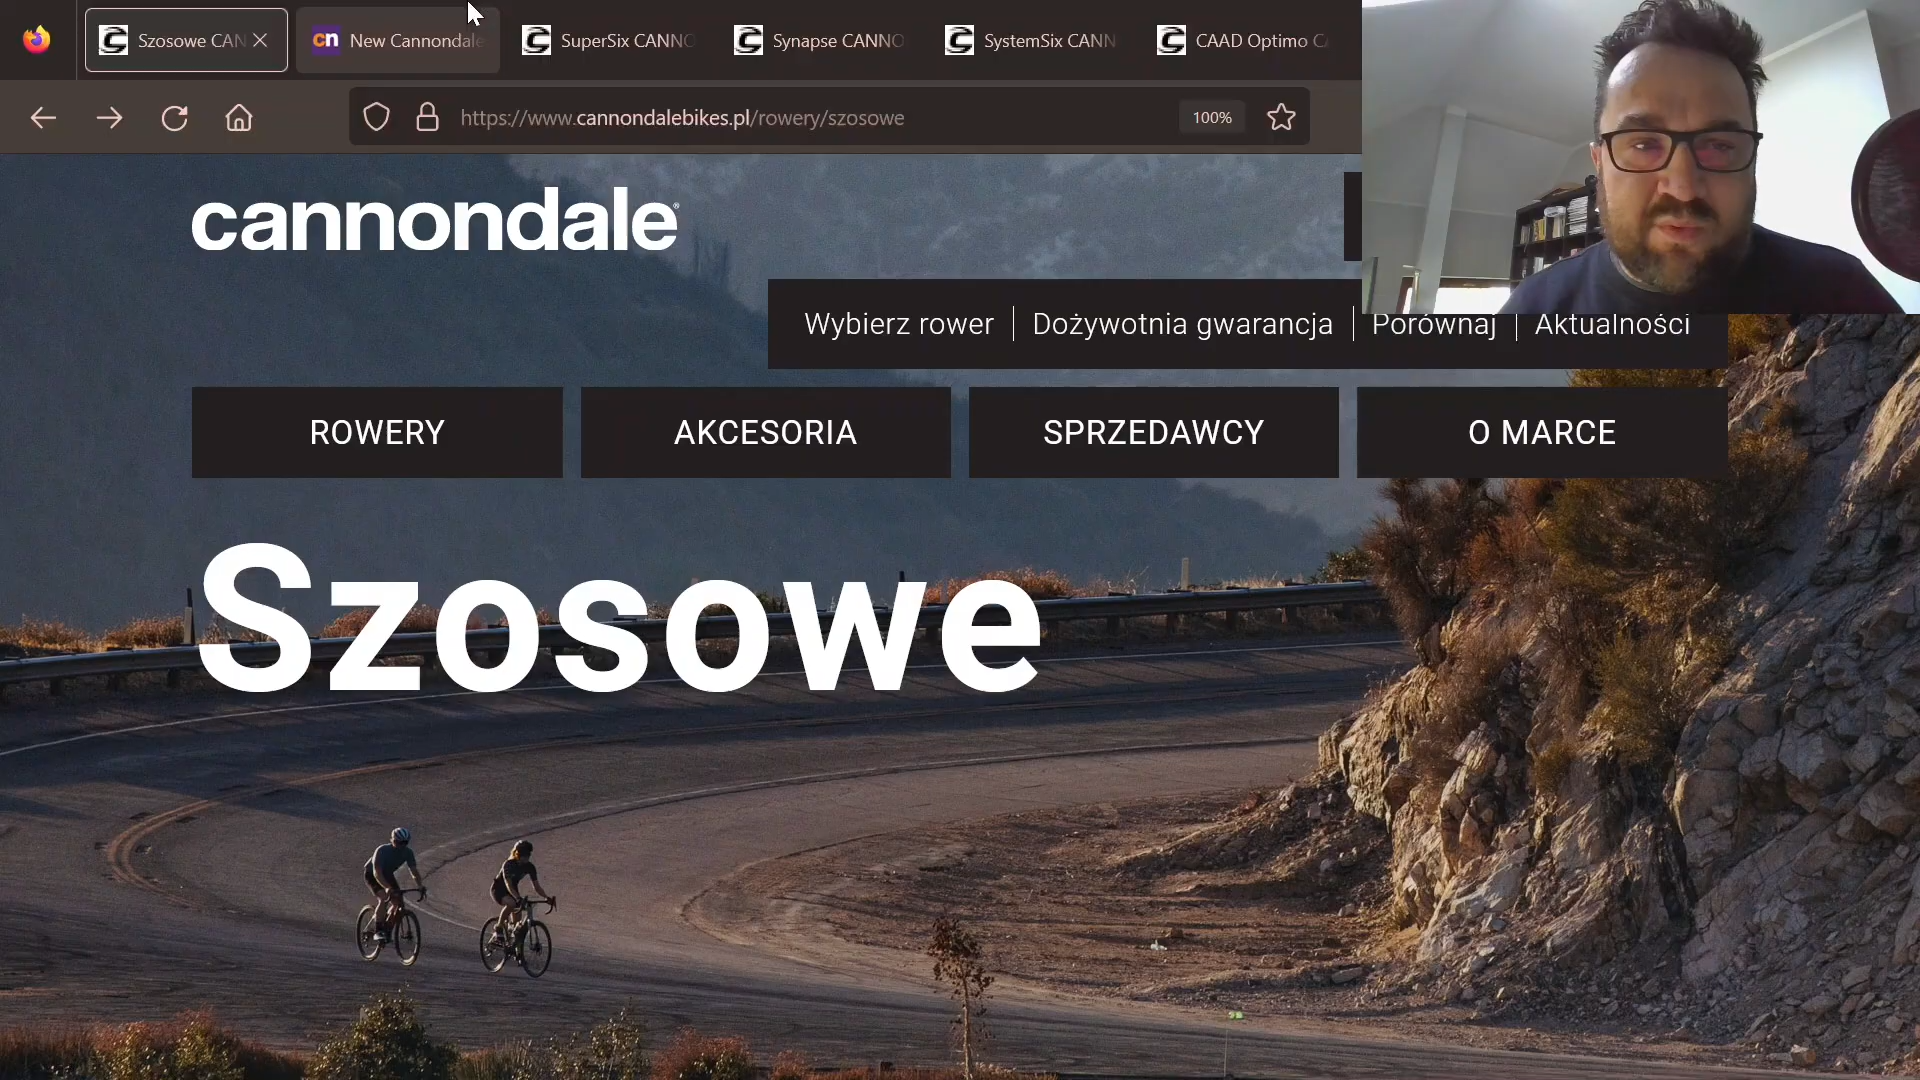 Szosowe CAN
cn New Cannondale
SuperSix CANNO
Synapse CANNO
SystemSix CANN
CAAD Optimo C
https://www.cannondalebikes.pl/rowery/szosowe
100%
cannondale®
Wybierz rower | Dożywotnia gwarancja | Porównaj | Aktualności
ROWERY
AKCESORIA
SPRZEDAWCY
O MARCE
Szosowe